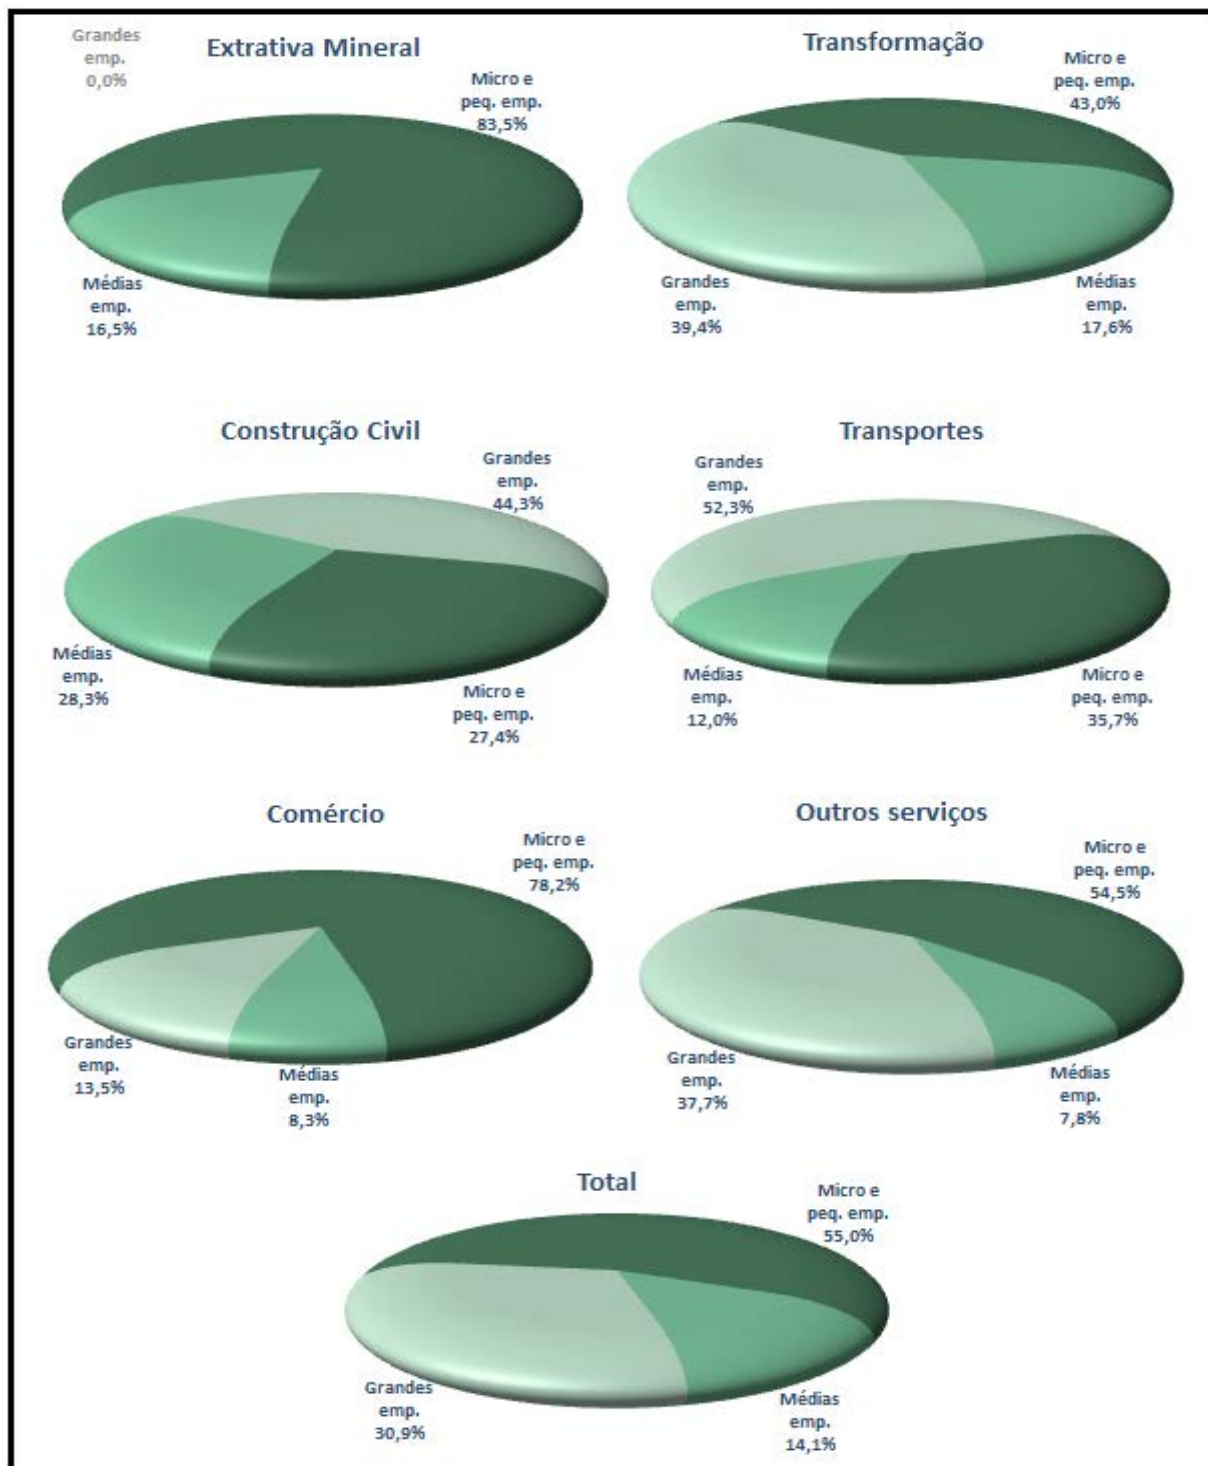 Extrativa Mineral
Grandes
emp.
0,0%
Micro e
peq. emp.
83,5%
Médias
emp.
16,5%
Transformação
Micro e
peq. emp.
43,0%
Grandes
emp.
39,4%
Médias
emp.
17,6%
Construção Civil
Grandes
emp.
44,3%
Médias
emp.
28,3%
Micro e
peq. emp.
27,4%
Transportes
Grandes
emp.
52,3%
Médias
emp.
12,0%
Micro e
peq. emp.
35,7%
Comércio
Micro e
peq. emp.
78,2%
Grandes
emp.
13,5%
Médias
emp.
8,3%
Outros serviços
Micro e
peq. emp.
54,5%
Grandes
emp.
37,7%
Médias
emp.
7,8%
Total
Micro e
peq. emp.
55,0%
Grandes
emp.
30,9%
Médias
emp.
14,1%